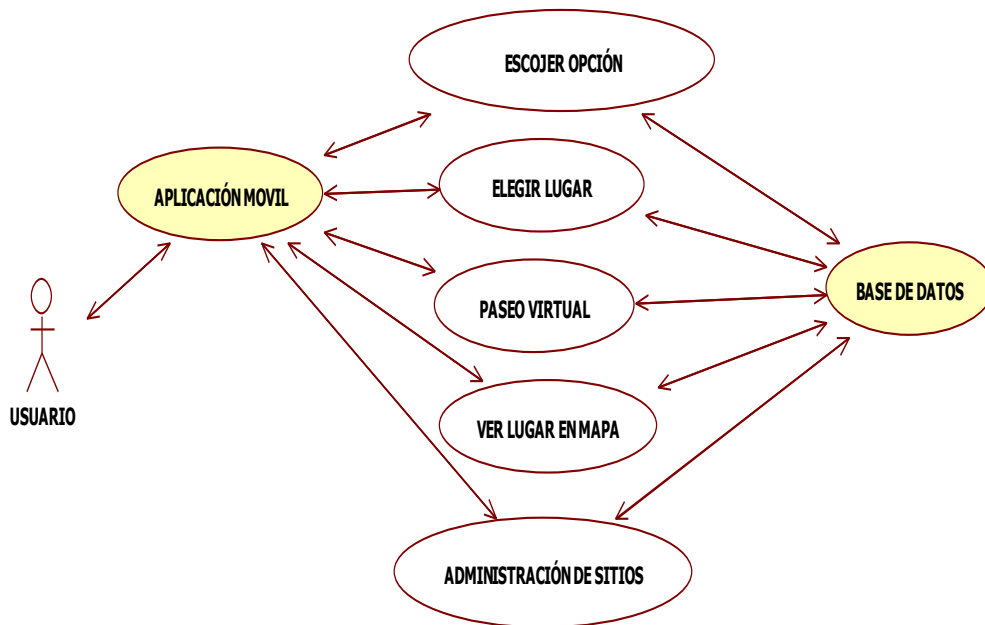 ESCOJER OPCIÓN
APLICACIÓN MOVIL
ELEGIR LUGAR
BASE DE DATOS
PASEO VIRTUAL
USUARIO
VER LUGAR EN MAPA
ADMINISTRACIÓN DE SITIOS